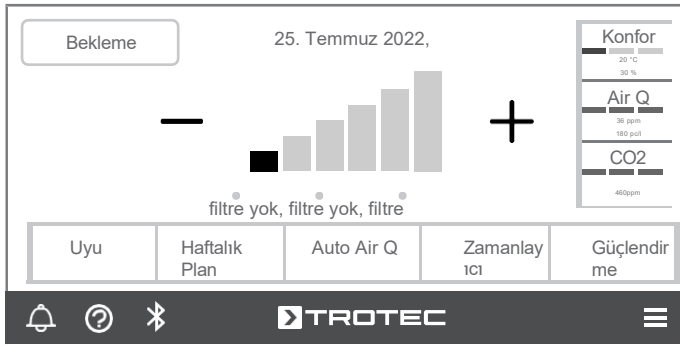 Bekleme
25. Temmuz 2022,
Konfor
20 °C
30 %
Air Q
36 ppm
180 pc/l
CO2
460ppm
filtre yok, filtre yok, filtre
Uyu
Haftalık
Plan
Auto Air Q
Zamanlay
ıcı
Güçlendir
me
TROTEC